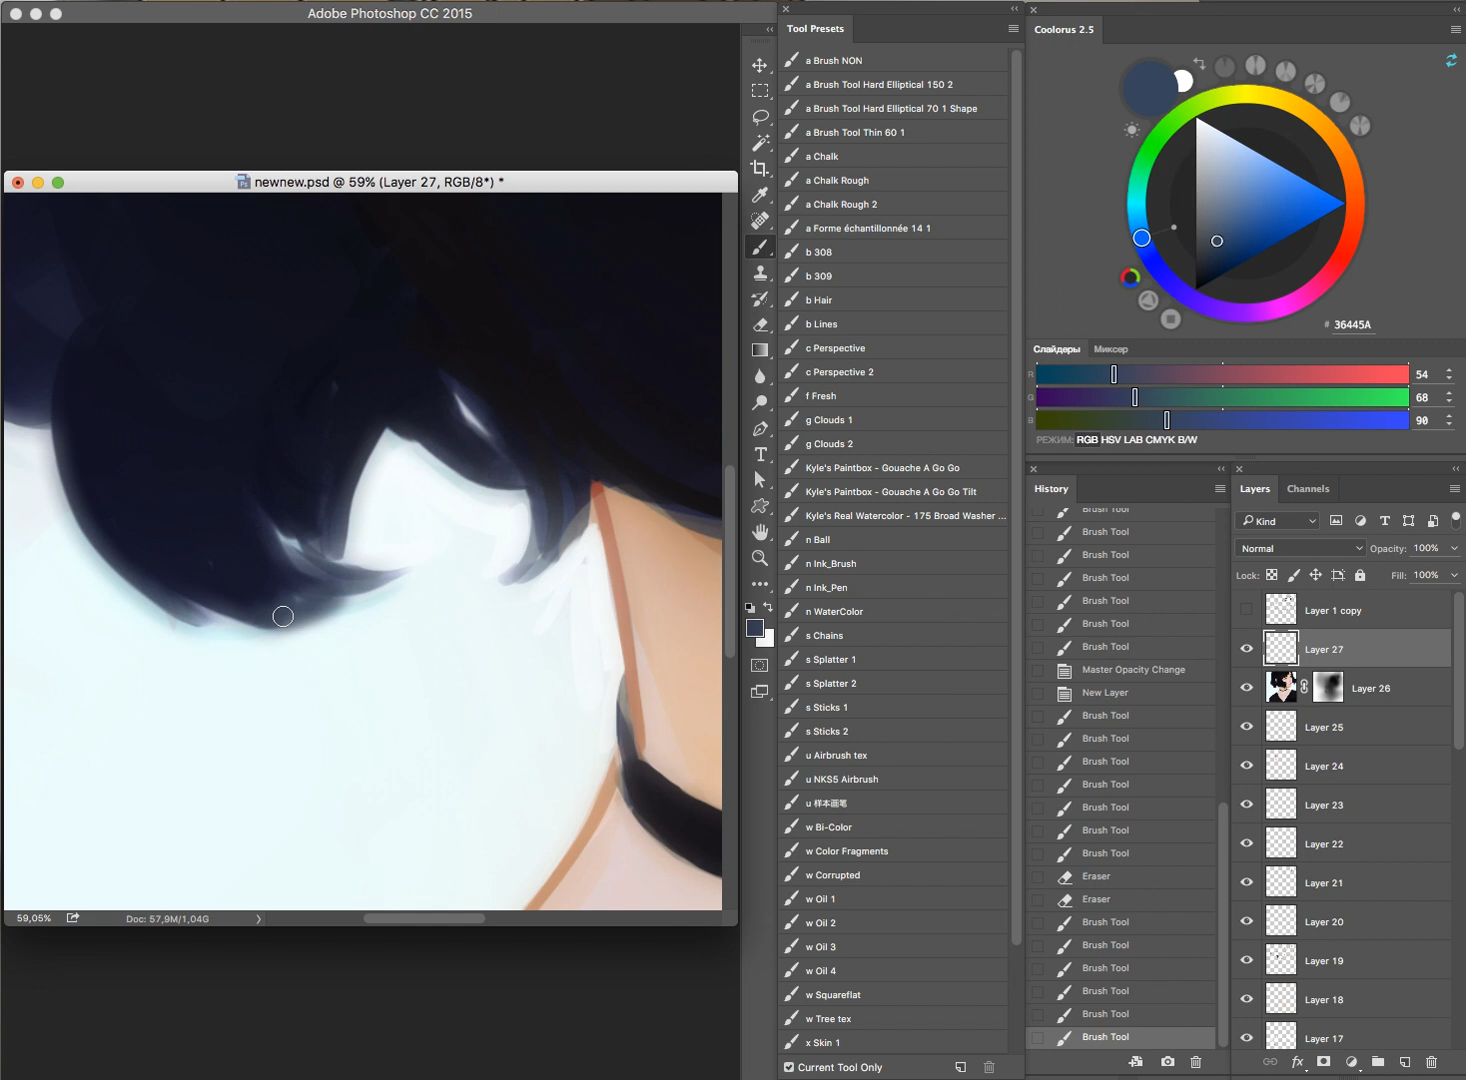 Adobe Photoshop CC 2015
newnew.psd @ 59% (Layer 27, RGB/8*) *
59,05%
Doc: 57,9M/1,04G
Tool Presets
a Brush NON
a Brush Tool Hard Elliptical 150 2
a Brush Tool Hard Elliptical 70 1 Shape
a Brush Tool Thin 60 1
a Chalk
a Chalk Rough
a Chalk Rough 2
a Forme échantillonnée 14 1
b 308
b 309
b Hair
b Lines
c Perspective
c Perspective 2
f Fresh
g Clouds 1
g Clouds 2
Kyle's Paintbox - Gouache A Go Go
Kyle's Paintbox - Gouache A Go Go Tilt
Kyle's Real Watercolor - 175 Broad Washer ...
n Ball
n Ink_Brush
n Ink_Pen
n WaterColor
s Chains
s Splatter 1
s Splatter 2
s Sticks 1
s Sticks 2
u Airbrush tex
u NKS5 Airbrush
u 样本画笔
w Bi-Color
w Color Fragments
w Corrupted
w Oil 1
w Oil 2
w Oil 3
w Oil 4
w Squareflat
w Tree tex
x Skin 1
Current Tool Only
Coolorus 2.5
# 36445A
Слайдеры Миксер
R 54
G 68
B 90
РЕЖИМ: RGB HSV LAB CMYK B/W
History
Brush Tool
Brush Tool
Brush Tool
Brush Tool
Brush Tool
Brush Tool
Brush Tool
Master Opacity Change
New Layer
Brush Tool
Brush Tool
Brush Tool
Brush Tool
Brush Tool
Brush Tool
Brush Tool
Eraser
Eraser
Brush Tool
Brush Tool
Brush Tool
Brush Tool
Brush Tool
Brush Tool
Layers Channels
Kind
Normal Opacity: 100%
Lock: Fill: 100%
Layer 1 copy
Layer 27
Layer 26
Layer 25
Layer 24
Layer 23
Layer 22
Layer 21
Layer 20
Layer 19
Layer 18
Layer 17
fx